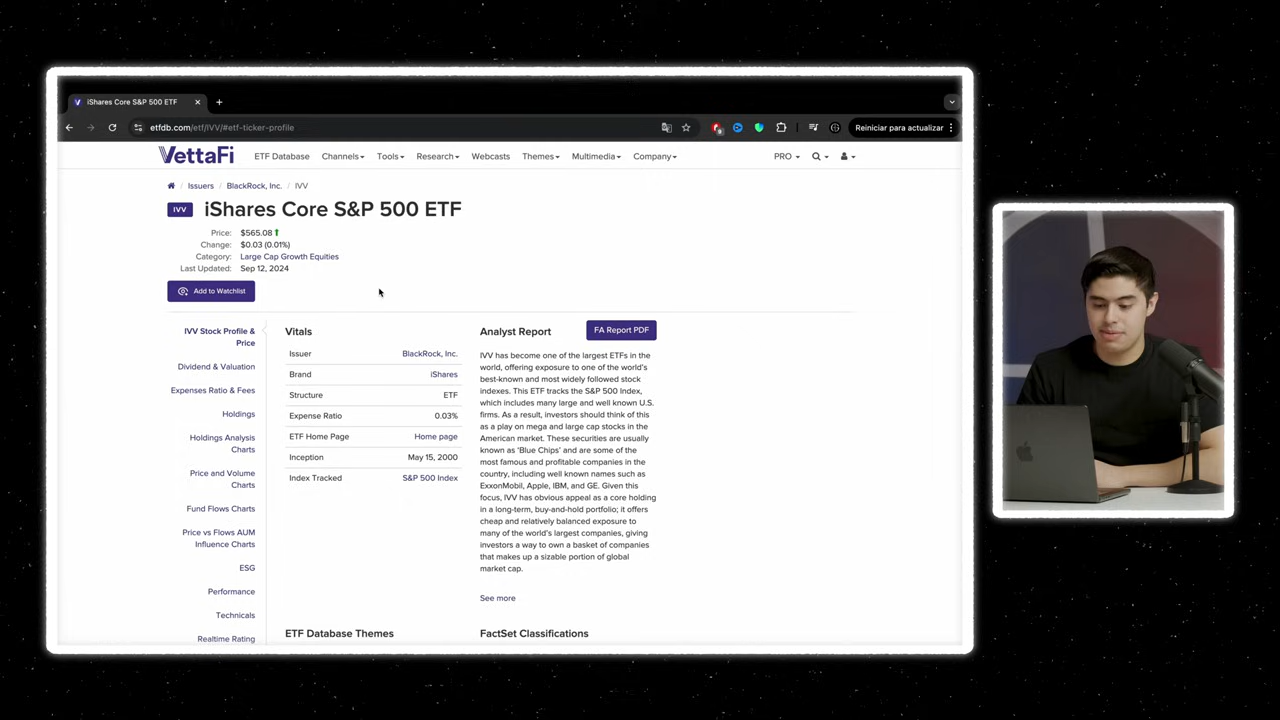 iShares Core S&P 500 ETF
etfdb.com/etf/IVV/#etf-ticker-profile
Reiniciar para actualizar
VettaFi
ETF Database
Channels
Tools
Research
Webcasts
Themes
Multimedia
Company
PRO
/ Issuers / BlackRock, Inc. / IVV
IVV iShares Core S&P 500 ETF
Price: $565.08
Change: $0.03 (0.01%)
Category: Large Cap Growth Equities
Last Updated: Sep 12, 2024
Add to Watchlist
IVV Stock Profile &
Price
Dividend & Valuation
Expenses Ratio & Fees
Holdings
Holdings Analysis
Charts
Price and Volume
Charts
Fund Flows Charts
Price vs Flows AUM
Influence Charts
ESG
Performance
Technicals
Realtime Rating
Vitals
Issuer BlackRock, Inc.
Brand iShares
Structure ETF
Expense Ratio 0.03%
ETF Home Page Home page
Inception May 15, 2000
Index Tracked S&P 500 Index
ETF Database Themes
Analyst Report
FA Report PDF
IVV has become one of the largest ETFs in the
world, offering exposure to one of the world's
best-known and most widely followed stock
indexes. This ETF tracks the S&P 500 Index,
which includes many large and well known U.S.
firms. As a result, investors should think of this
as a play on mega and large cap stocks in the
American market. These securities are usually
known as 'Blue Chips' and are some of the
most famous and profitable companies in the
country, including well known names such as
ExxonMobil, Apple, IBM, and GE. Given this
focus, IVV has obvious appeal as a core holding
in a long-term, buy-and-hold portfolio; it offers
cheap and relatively balanced exposure to
many of the world's largest companies, giving
investors a way to own a basket of companies
that makes up a sizable portion of global
market cap.
See more
FactSet Classifications